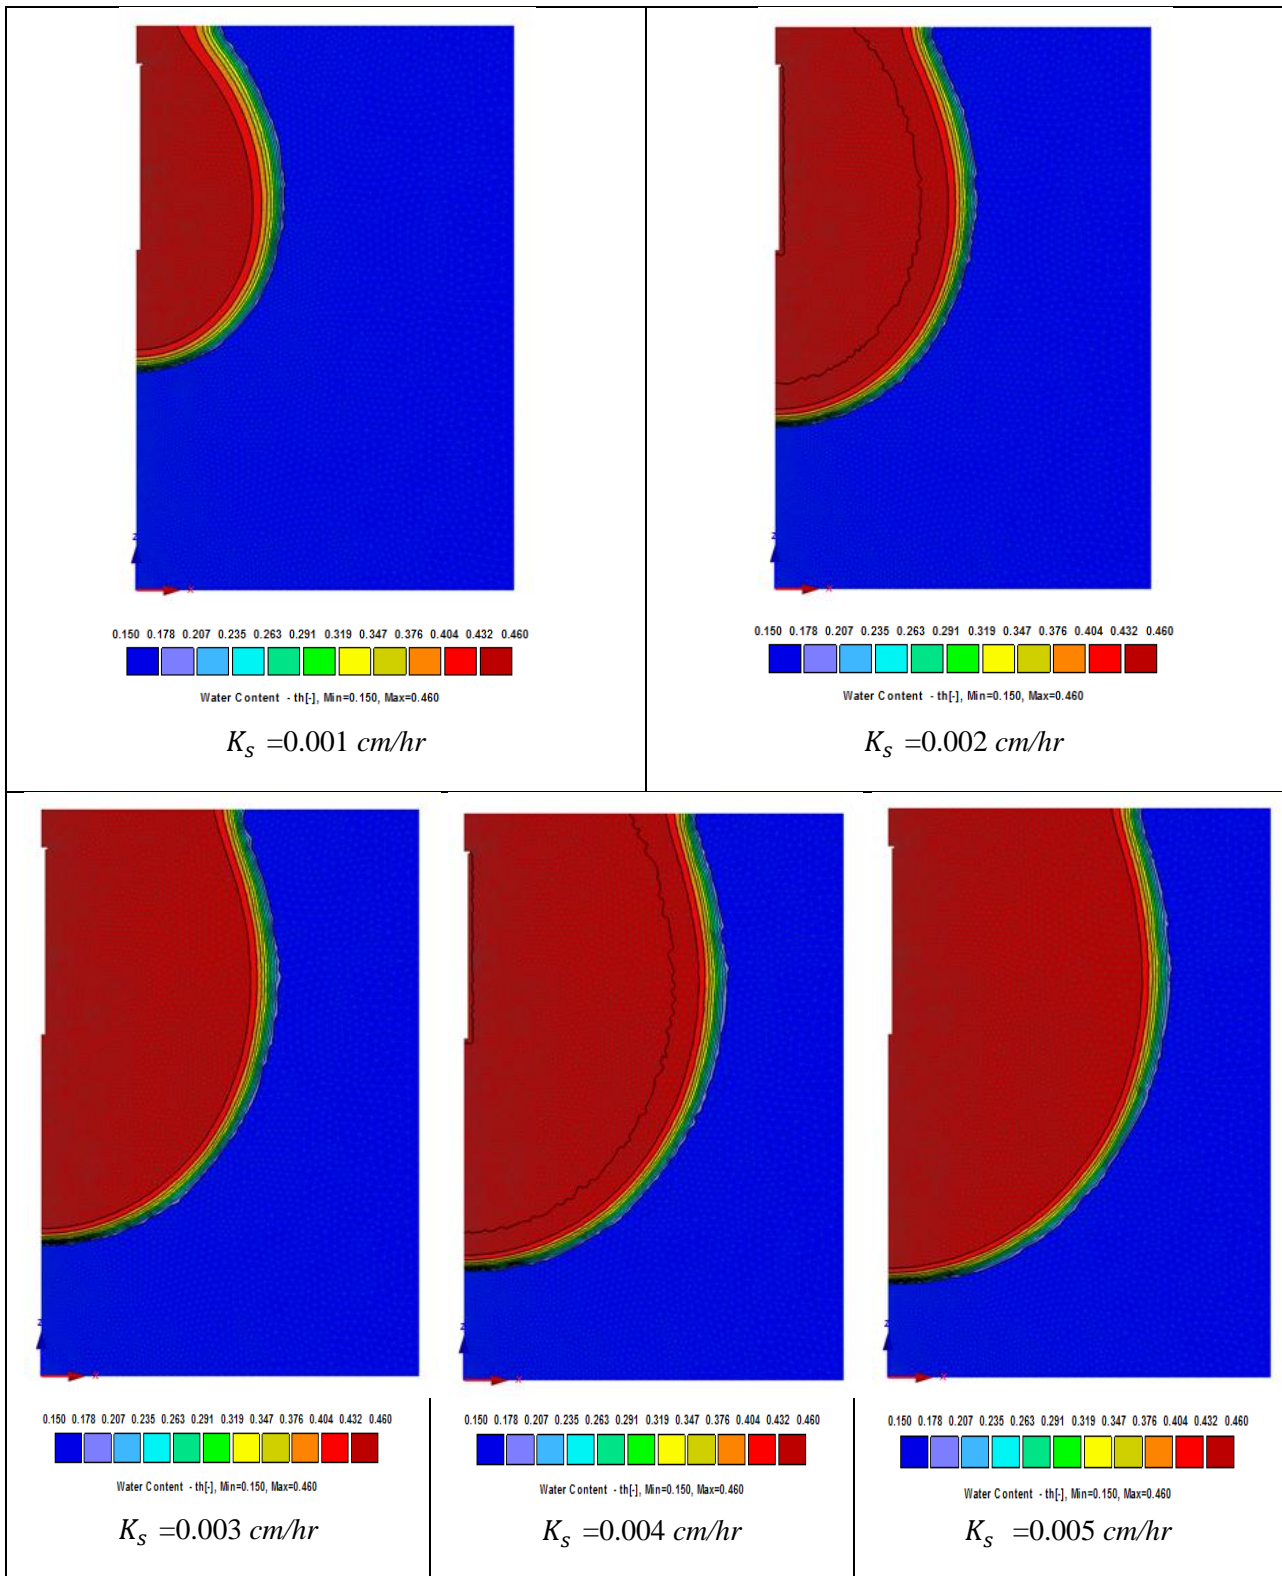 z
x
z
x
0.150 0.178 0.207 0.235 0.263 0.291 0.319 0.347 0.376 0.404 0.432 0.460
Water Content - th[-], Min=0.150, Max=0.460
K_s =0.001 cm/hr
0.150 0.178 0.207 0.235 0.263 0.291 0.319 0.347 0.376 0.404 0.432 0.460
Water Content - th[-], Min=0.150, Max=0.460
K_s =0.002 cm/hr
z
x
z
x
z
x
0.150 0.178 0.207 0.235 0.263 0.291 0.319 0.347 0.376 0.404 0.432 0.460
Water Content - th[-], Min=0.150, Max=0.460
K_s =0.003 cm/hr
0.150 0.178 0.207 0.235 0.263 0.291 0.319 0.347 0.376 0.404 0.432 0.460
Water Content - th[-], Min=0.150, Max=0.460
K_s =0.004 cm/hr
0.150 0.178 0.207 0.235 0.263 0.291 0.319 0.347 0.376 0.404 0.432 0.460
Water Content - th[-], Min=0.150, Max=0.460
K_s =0.005 cm/hr